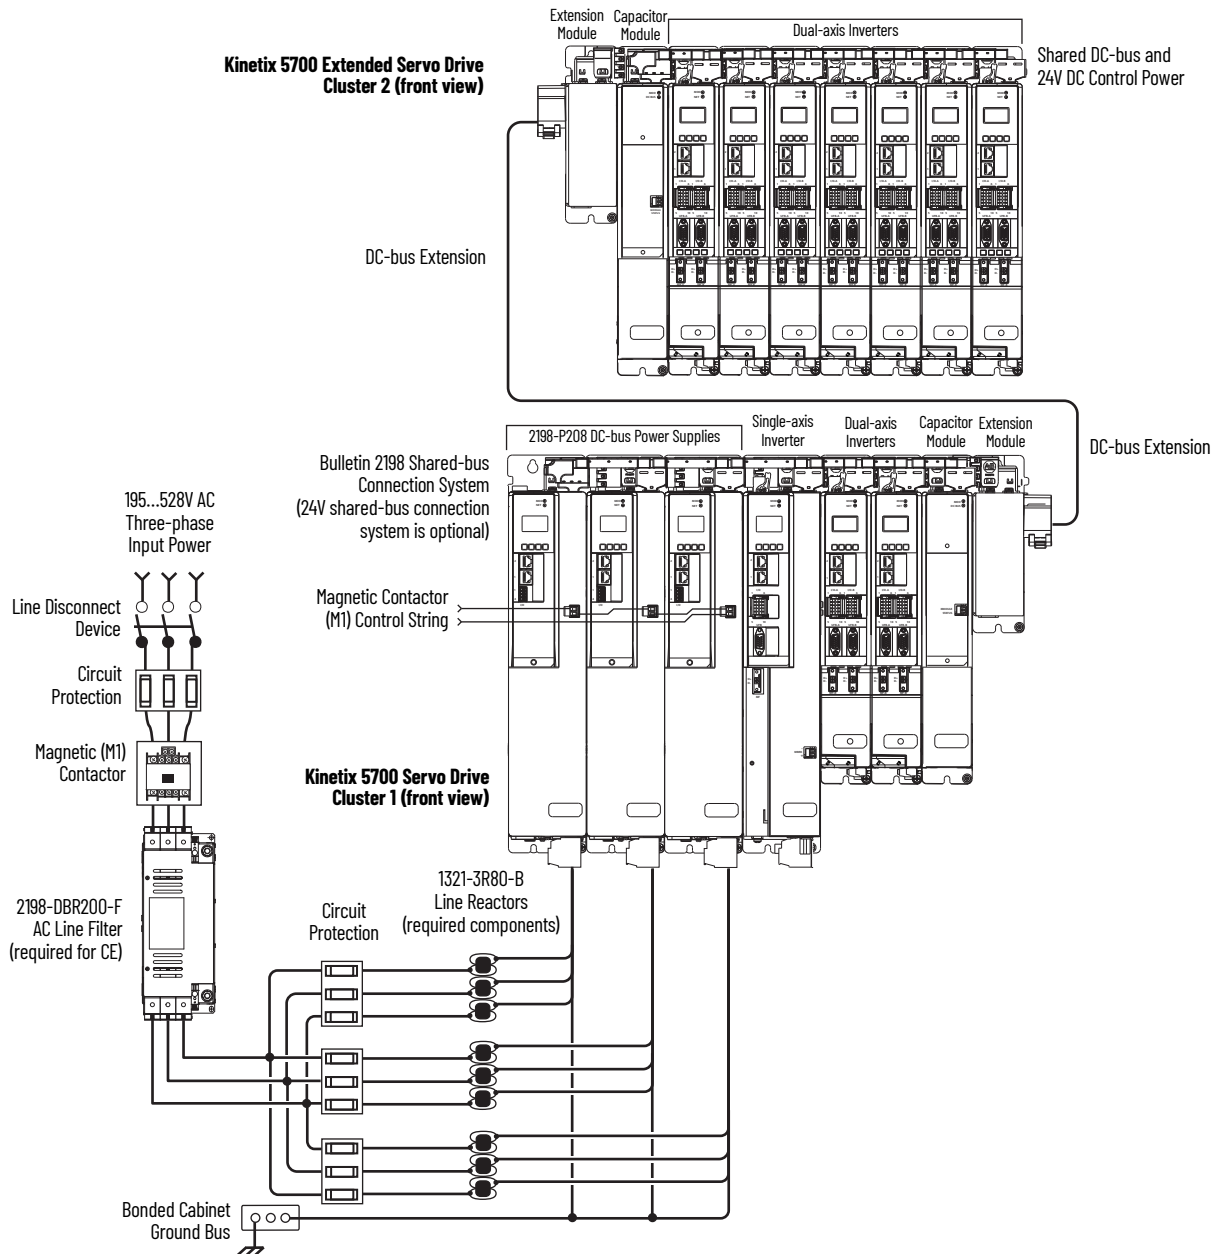 Extension
Module
Capacitor
Module
Dual-axis Inverters
Kinetix 5700 Extended Servo Drive
Cluster 2 (front view)
Shared DC-bus and
24V DC Control Power
DC-bus Extension
2198-P208 DC-bus Power Supplies
Single-axis
Inverter
Dual-axis
Inverters
Capacitor
Module
Extension
Module
DC-bus Extension
Bulletin 2198 Shared-bus
Connection System
(24V shared-bus connection
system is optional)
195...528V AC
Three-phase
Input Power
Magnetic Contactor
(M1) Control String
Line Disconnect
Device
Circuit
Protection
Magnetic (M1)
Contactor
Kinetix 5700 Servo Drive
Cluster 1 (front view)
2198-DBR200-F
AC Line Filter
(required for CE)
Circuit
Protection
1321-3R80-B
Line Reactors
(required components)
Bonded Cabinet
Ground Bus